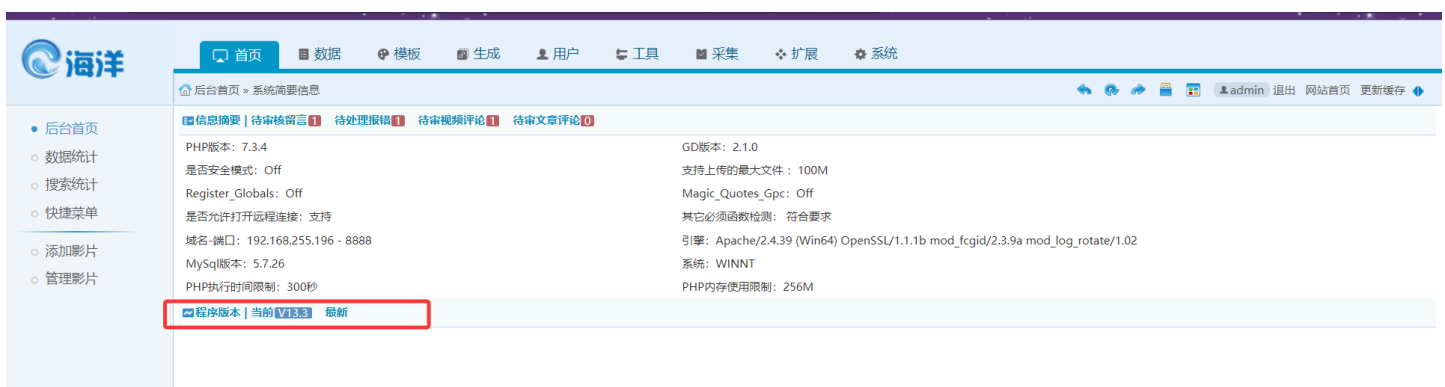 海洋
首页 数据 模板 生成 用户 工具 采集 扩展 系统
后台首页 » 系统简要信息
admin 退出 网站首页 更新缓存
后台首页
数据统计
搜索统计
快捷菜单
添加影片
管理影片
信息摘要 | 待审核留言 1 待处理报错 1 待审视频评论 1 待审文章评论 0
PHP版本：7.3.4 GD版本：2.1.0
是否安全模式：Off 支持上传的最大文件 ：100M
Register_Globals：Off Magic_Quotes_Gpc：Off
是否允许打开远程连接：支持 其它必须函数检测： 符合要求
域名-端口：192.168.255.196 - 8888 引擎：Apache/2.4.39 (Win64) OpenSSL/1.1.1b mod_fcgid/2.3.9a mod_log_rotate/1.02
MySql版本：5.7.26 系统：WINNT
PHP执行时间限制：300秒 PHP内存使用限制：256M
程序版本 | 当前 V13.3 最新